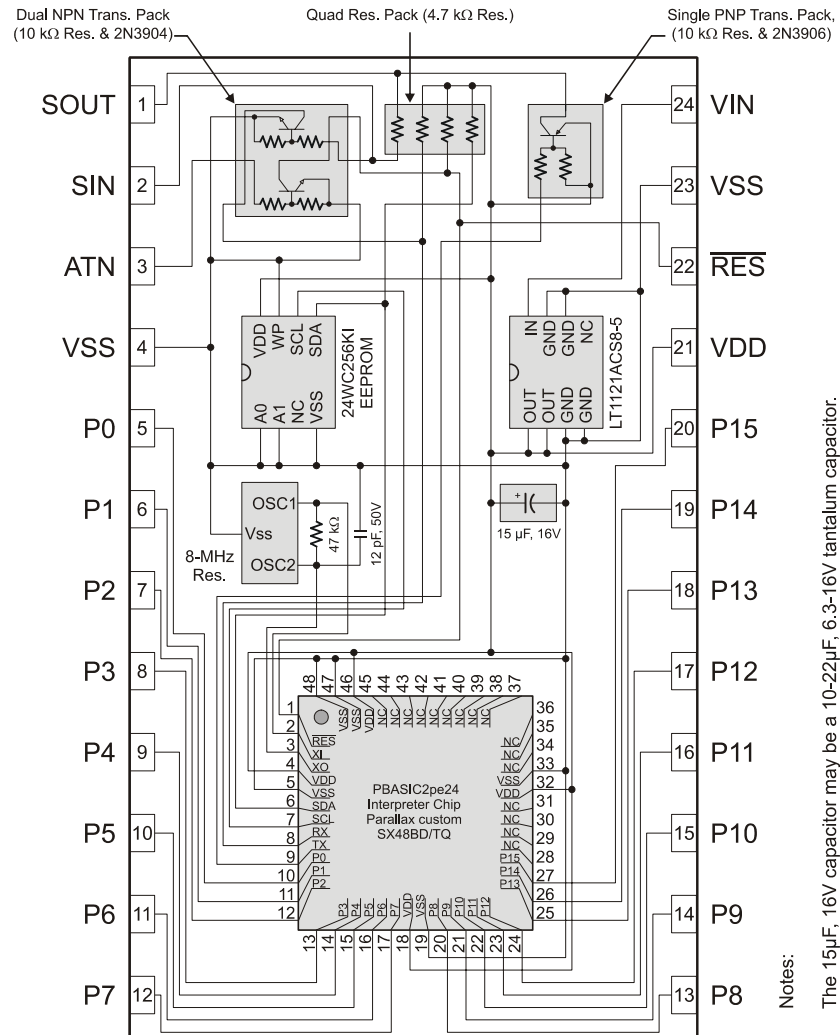 Dual NPN Trans. Pack
(10 kΩ Res. & 2N3904)
Quad Res. Pack (4.7 kΩ Res.)
Single PNP Trans. Pack,
(10 kΩ Res. & 2N3906)
SOUT 1
SIN 2
ATN 3
VSS 4
P0 5
P1 6
P2 7
P3 8
P4 9
P5 10
P6 11
P7 12
24 VIN
23 VSS
22 RES
21 VDD
20 P15
19 P14
18 P13
17 P12
16 P11
15 P10
14 P9
13 P8
VDD WP SCL SDA
A0 A1 NC VSS
24WC256KI
EEPROM
IN GND GND NC
OUT OUT GND GND
LT1121ACS8-5
OSC1
Vss
OSC2
8-MHz
Res.
47 kΩ
12 pF, 50V
+
15 µF, 16V
48 47 46 45 44 43 42 41 40 39 38 37
VSS VSS VDD NC NC NC NC NC NC NC
1
2
3
4
5
6
7
8
9
10
11
12
RES
XI
XO
VDD
VSS
SDA
SCL
RX
TX
P0
P1
P2
PBASIC2pe24
Interpreter Chip
Parallax custom
SX48BD/TQ
36
35
34
33
32
31
30
29
28
27
26
25
NC
NC
NC
VSS
VDD
NC
NC
NC
NC
P15
P14
P13
P3 P4 P5 P6 P7 VDD VSS P8 P9 P10 P11 P12
13 14 15 16 17 18 19 20 21 22 23 24
Notes:
The 15µF, 16V capacitor may be a 10-22µF, 6.3-16V tantalum capacitor.